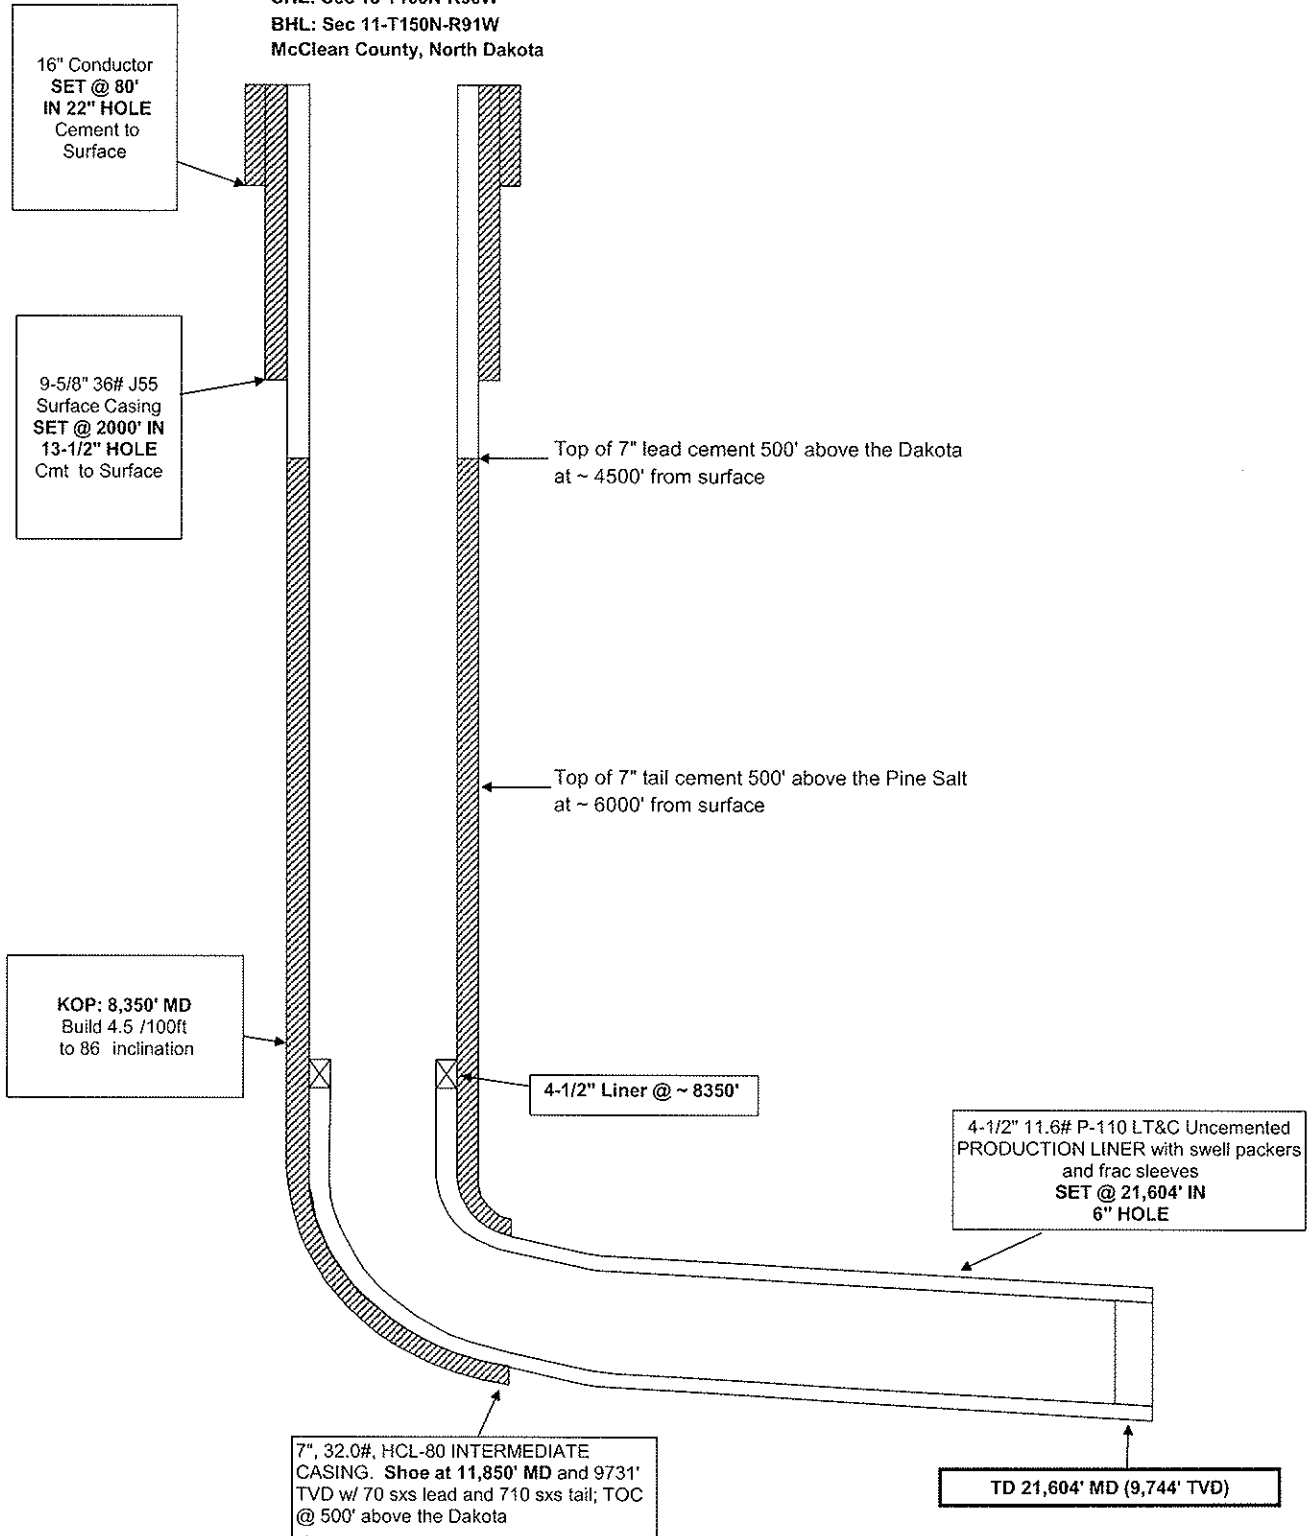 BHL: Sec 11-T150N-R91W
McClean County, North Dakota
16" Conductor
SET @ 80'
IN 22" HOLE
Cement to
Surface
9-5/8" 36# J55
Surface Casing
SET @ 2000' IN
13-1/2" HOLE
Cmt to Surface
Top of 7" lead cement 500' above the Dakota
at ~ 4500' from surface
Top of 7" tail cement 500' above the Pine Salt
at ~ 6000' from surface
KOP: 8,350' MD
Build 4.5 /100ft
to 86 inclination
4-1/2" Liner @ ~ 8350'
4-1/2" 11.6# P-110 LT&C Uncemented
PRODUCTION LINER with swell packers
and frac sleeves
SET @ 21,604' IN
6" HOLE
7", 32.0#, HCL-80 INTERMEDIATE
CASING. Shoe at 11,850' MD and 9731'
TVD w/ 70 sxs lead and 710 sxs tail; TOC
@ 500' above the Dakota
TD 21,604' MD (9,744' TVD)